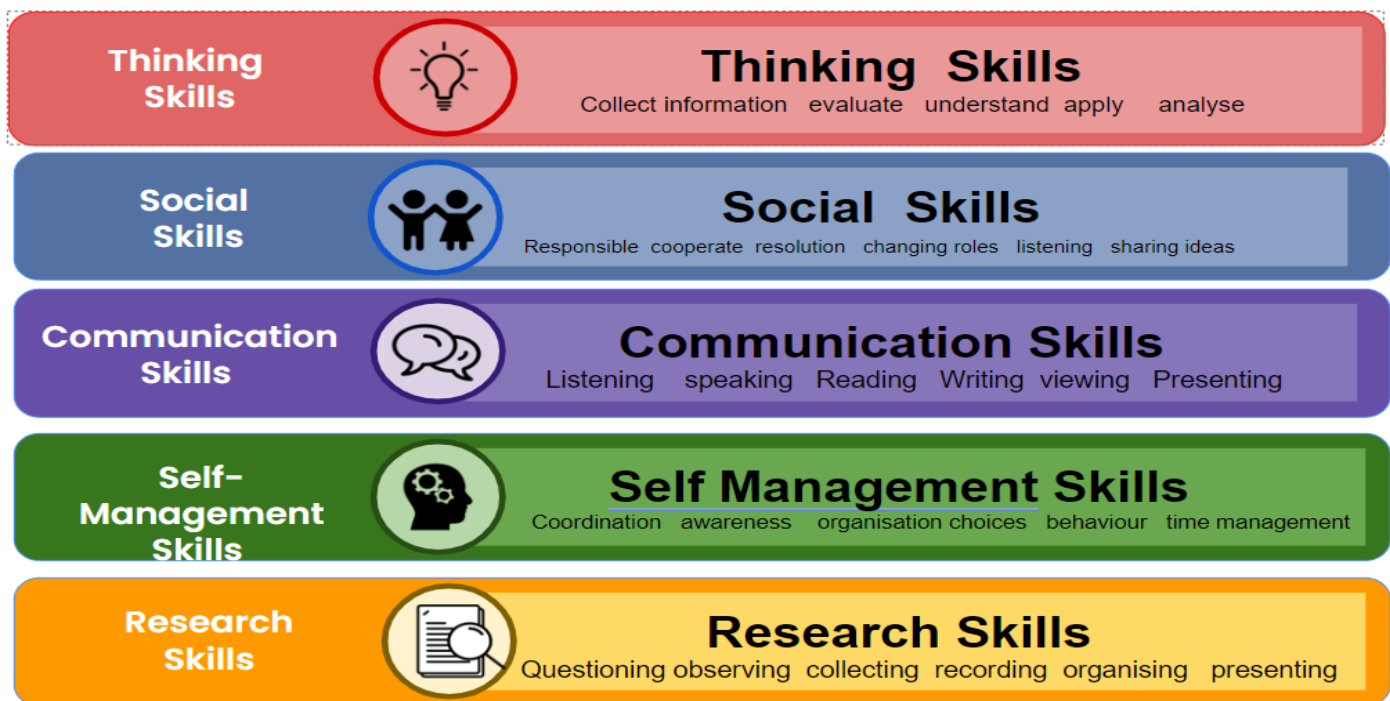 Thinking
Skills
Thinking Skills
Collect information evaluate understand apply analyse
Social
Skills
Social Skills
Responsible cooperate resolution changing roles listening sharing ideas
Communication
Skills
Communication Skills
Listening speaking Reading Writing viewing Presenting
Self-
Management
Skills
Self Management Skills
Coordination awareness organisation choices behaviour time management
Research
Skills
Research Skills
Questioning observing collecting recording organising presenting